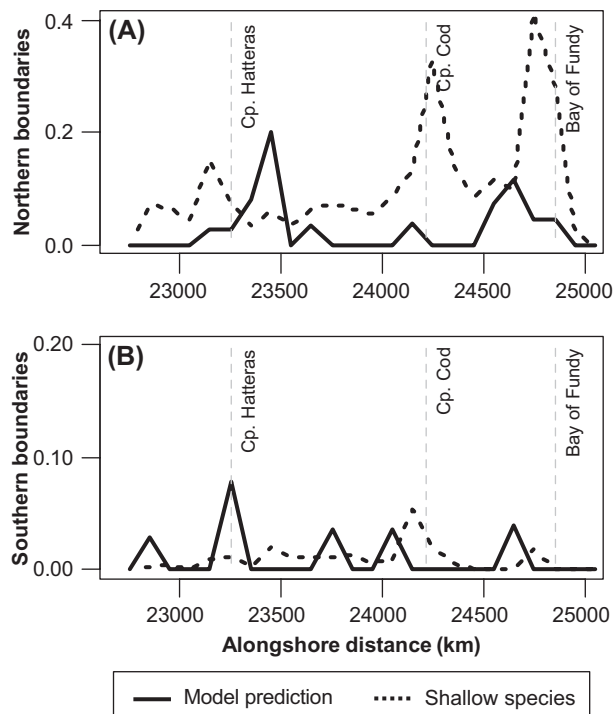 (A)
Northern boundaries
0.4
0.2
0.0
Cp. Hatteras
Cp. Cod
Bay of Fundy
23000 23500 24000 24500 25000
(B)
Southern boundaries
0.20
0.10
0.00
Cp. Hatteras
Cp. Cod
Bay of Fundy
23000 23500 24000 24500 25000
Alongshore distance (km)
Model prediction Shallow species